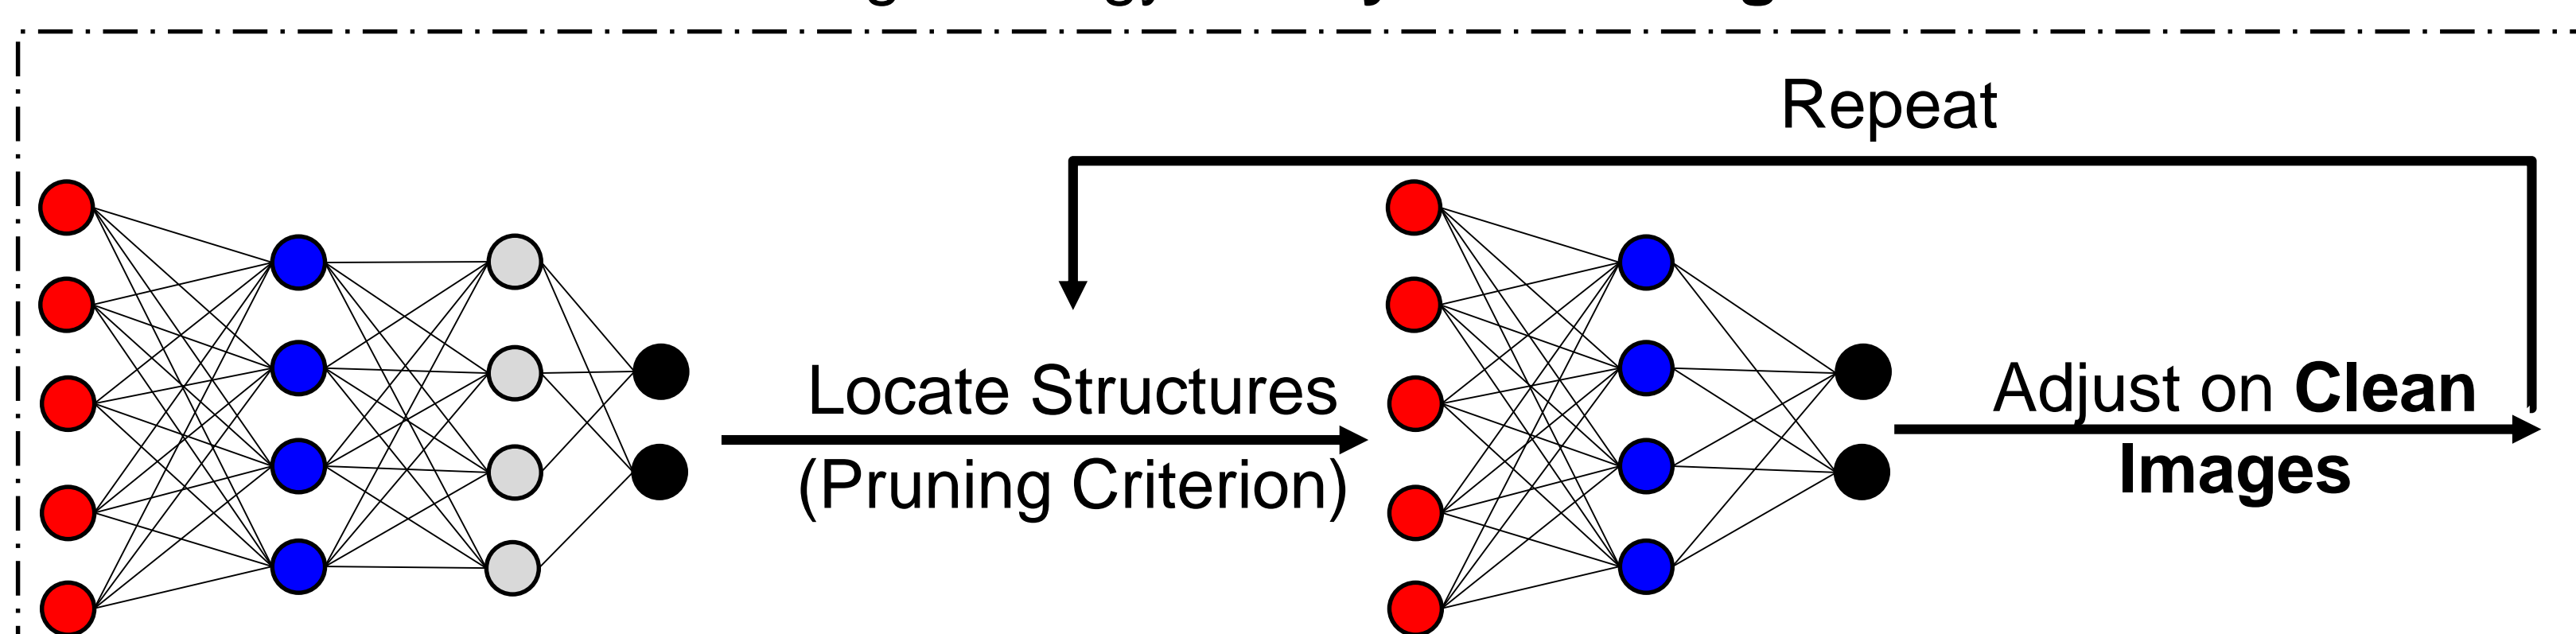 Repeat
Locate Structures
(Pruning Criterion)
Adjust on Clean
Images